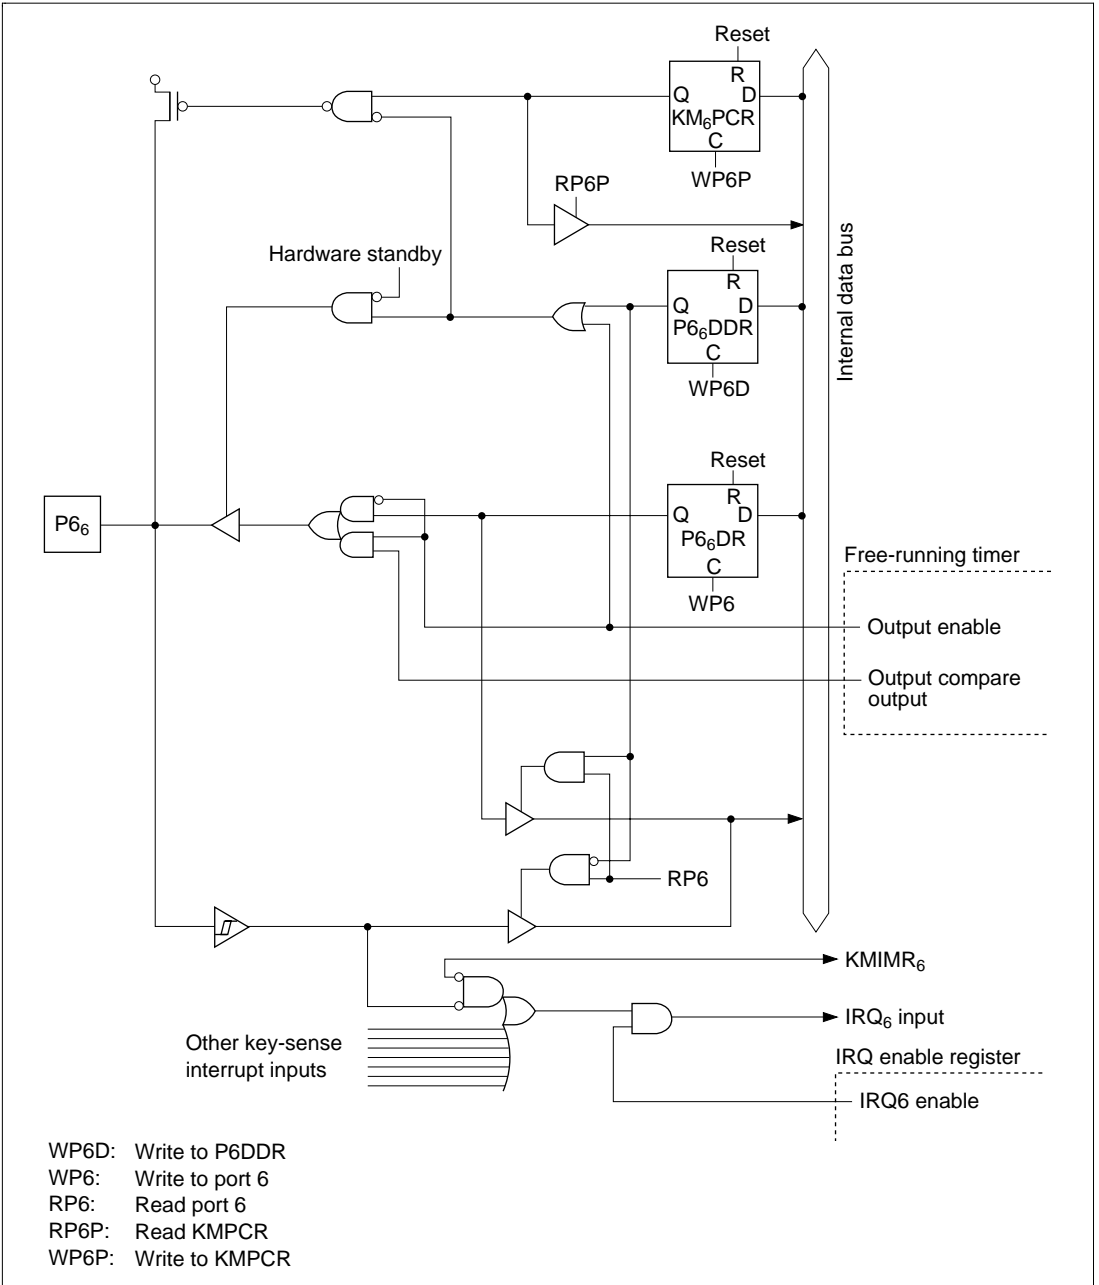 Reset
R
Q D
KM₆PCR
C
WP6P
RP6P
Hardware standby
Reset
R
Q D
P6₆DDR
C
WP6D
Internal data bus
Reset
R
Q D
P6₆DR
C
WP6
P6₆
Free-running timer
Output enable
Output compare
output
RP6
KMIMR₆
IRQ₆ input
Other key-sense
interrupt inputs
IRQ enable register
IRQ6 enable
WP6D: Write to P6DDR
WP6: Write to port 6
RP6: Read port 6
RP6P: Read KMPCR
WP6P: Write to KMPCR